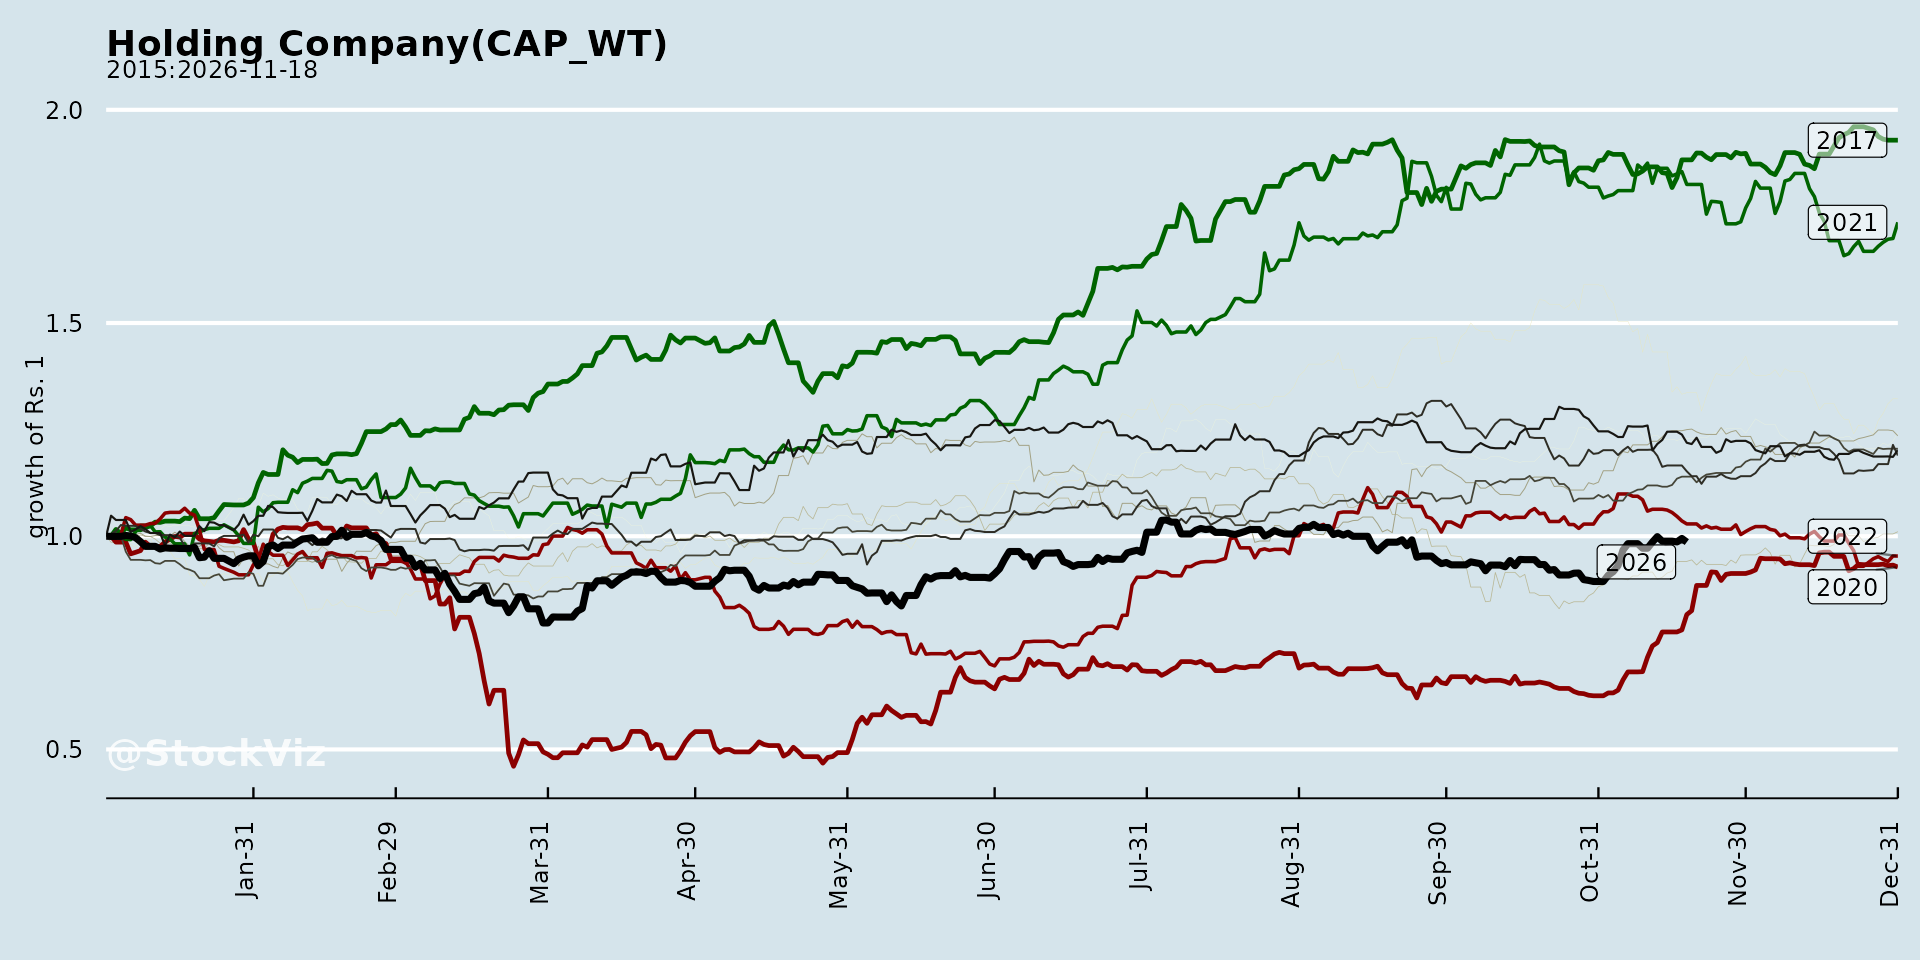 Holding Company(CAP_WT)
2015:2026-11-18
growth of Rs. 1
2.0
1.5
1.0
0.5
2017
2021
2022
2026
2020
@StockViz
Jan-31
Feb-29
Mar-31
Apr-30
May-31
Jun-30
Jul-31
Aug-31
Sep-30
Oct-31
Nov-30
Dec-31